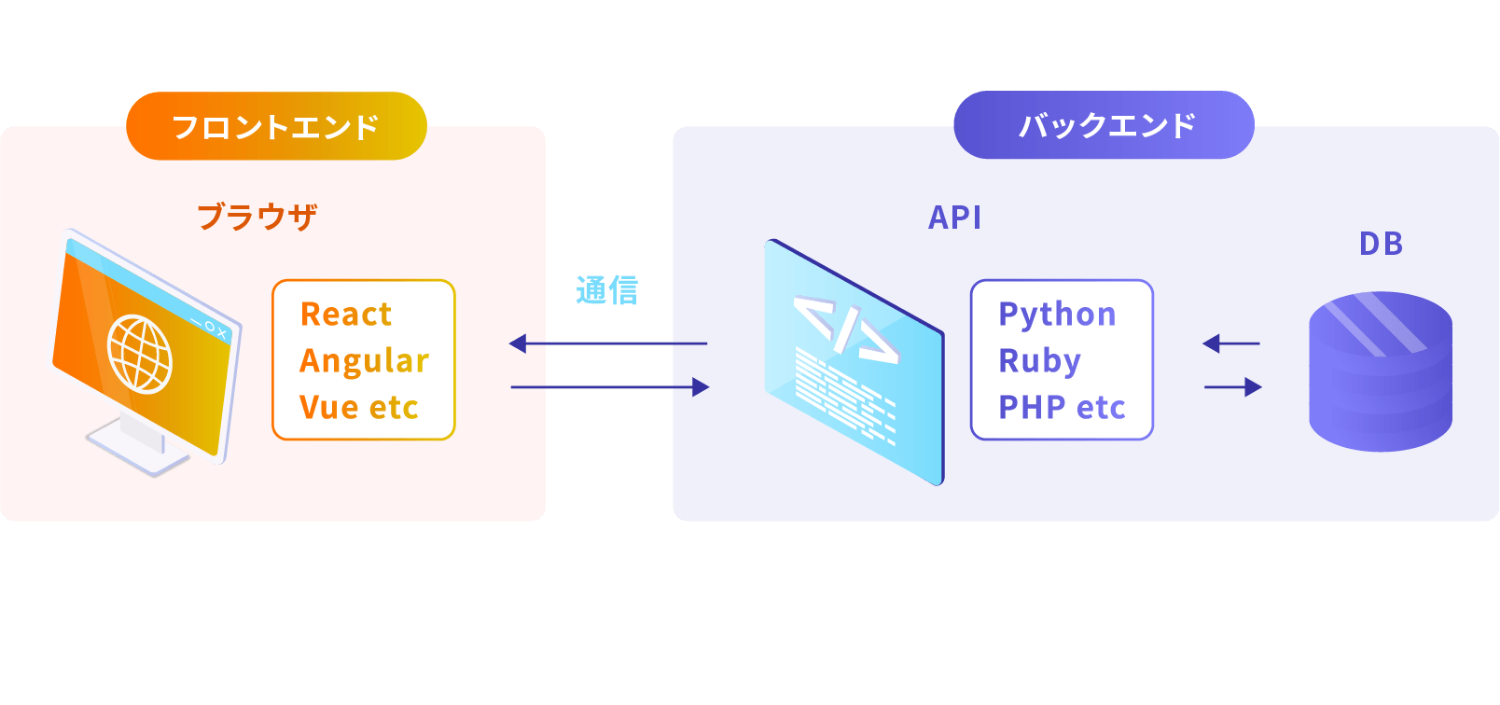 フロントエンド
ブラウザ
React
Angular
Vue etc
通信
バックエンド
API
Python
Ruby
PHP etc
DB